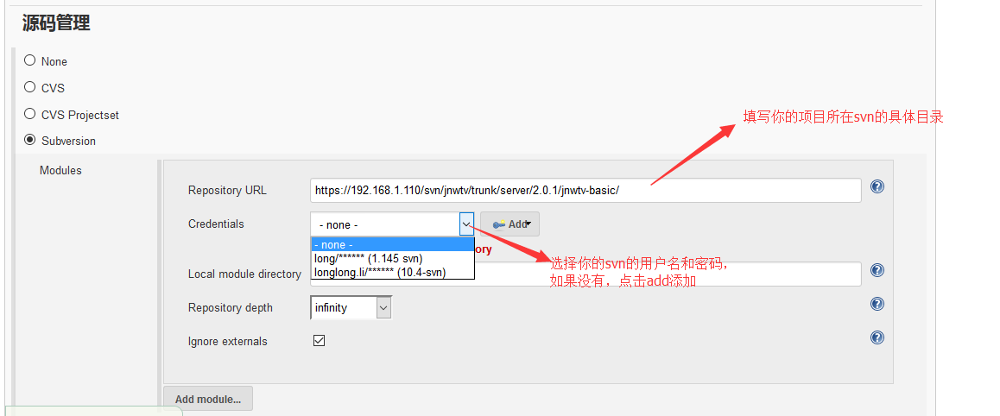 源码管理
None
CVS
CVS Projectset
填写你的项目所在svn的具体目录
Subversion
Modules
Repository URL
https://192.168.1.110/svn/jnwtv/trunk/server/2.0.1/jnwtv-basic/
Credentials
- none -
Add
- none -
long/****** (1.145 svn)
longlong.li/****** (10.4-svn)
ory
选择你的svn的用户名和密码,
如果没有，点击add添加
Local module directory
Repository depth
infinity
Ignore externals
Add module...